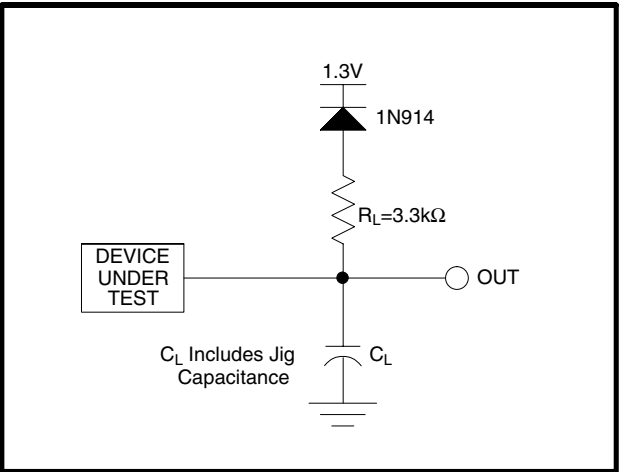 1.3V
1N914
RL=3.3kΩ
DEVICE
UNDER
TEST
OUT
CL Includes Jig
Capacitance
CL